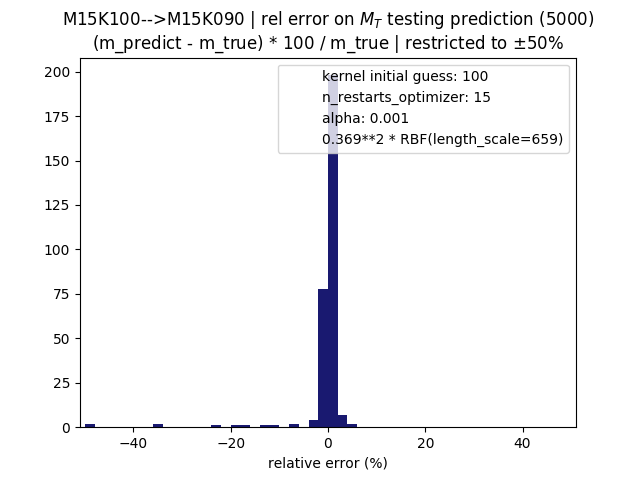 M15K100-->M15K090 | rel error on M_T testing prediction (5000)
(m_predict - m_true) * 100 / m_true | restricted to ±50%
200
175
150
125
100
75
50
25
0
kernel initial guess: 100
n_restarts_optimizer: 15
alpha: 0.001
0.369**2 * RBF(length_scale=659)
−40 −20 0 20 40
relative error (%)